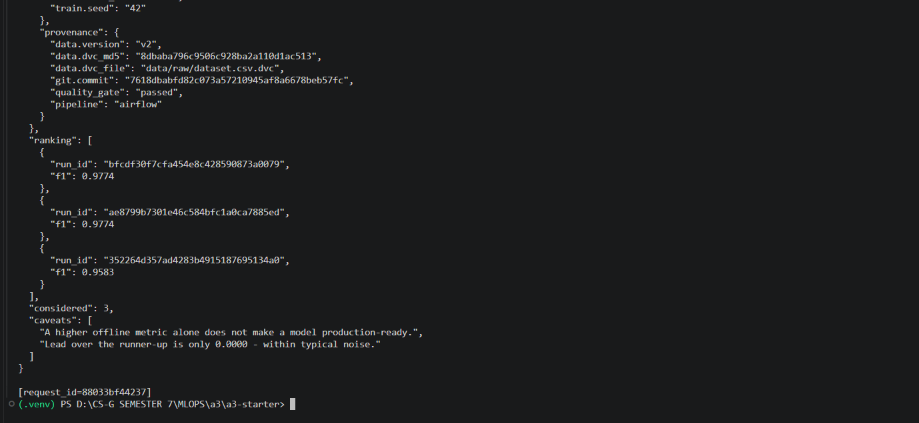 "train.seed": "42"
},
"provenance": {
"data.version": "v2",
"data.dvc_md5": "8dbaba796c9506c928ba2a110d1ac513",
"data.dvc_file": "data/raw/dataset.csv.dvc",
"git.commit": "7618dbabfd82c073a57210945af8a6678beb57fc",
"quality_gate": "passed",
"pipeline": "airflow"
}
},
"ranking": [
{
"run_id": "bfcdf30f7cfa454e8c428590873a0079",
"f1": 0.9774
},
{
"run_id": "ae8799b7301e46c584bfc1a0ca7885ed",
"f1": 0.9774
},
{
"run_id": "352264d357ad4283b4915187695134a0",
"f1": 0.9583
}
],
"considered": 3,
"caveats": [
"A higher offline metric alone does not make a model production-ready.",
"Lead over the runner-up is only 0.0000 - within typical noise."
]
}
[request_id=88033bf44237]
(.venv) PS D:\CS-G SEMESTER 7\MLOPS\a3\a3-starter>